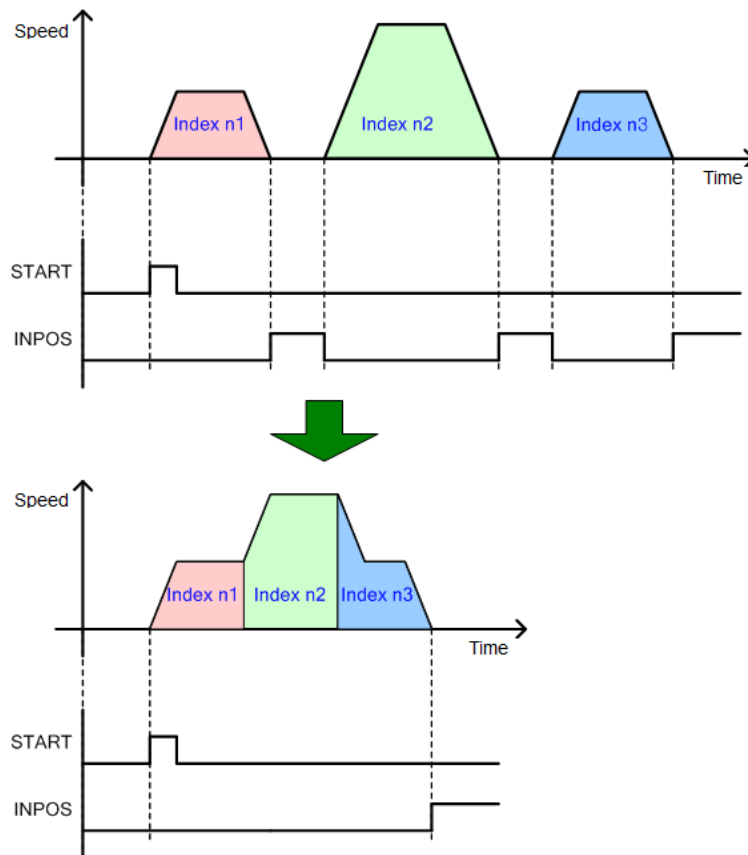 Speed
Index n1
Index n2
Index n3
Time
START
INPOS
Speed
Index n1
Index n2
Index n3
Time
START
INPOS